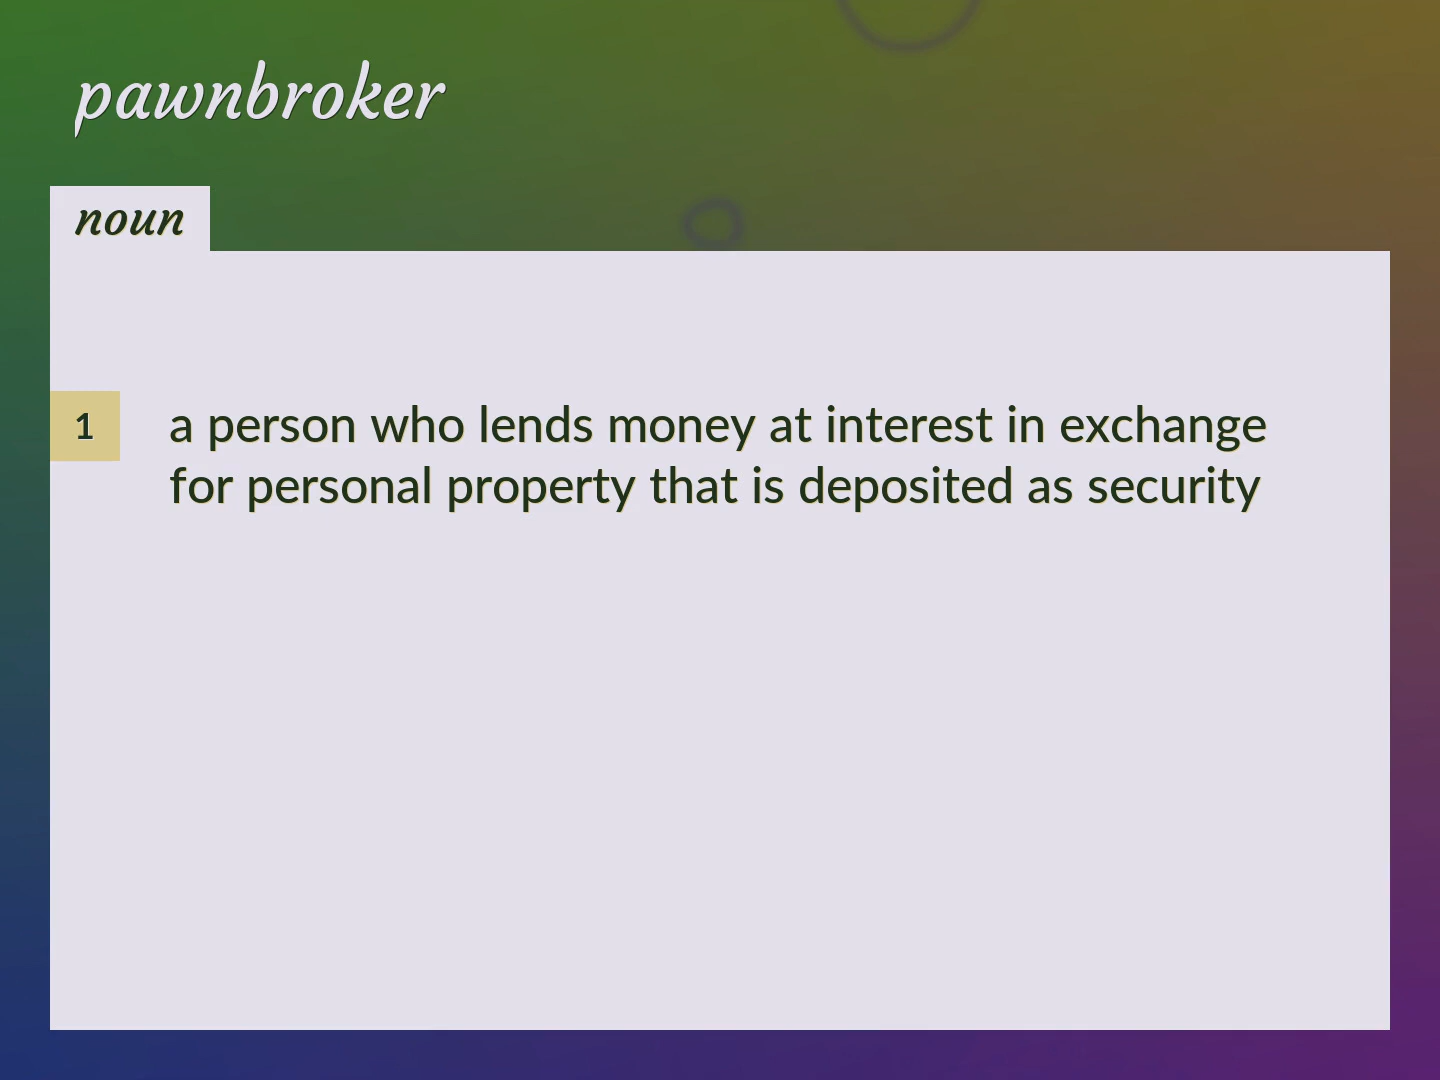 pawnbroker
noun
1
a person who lends money at interest in exchange
for personal property that is deposited as security